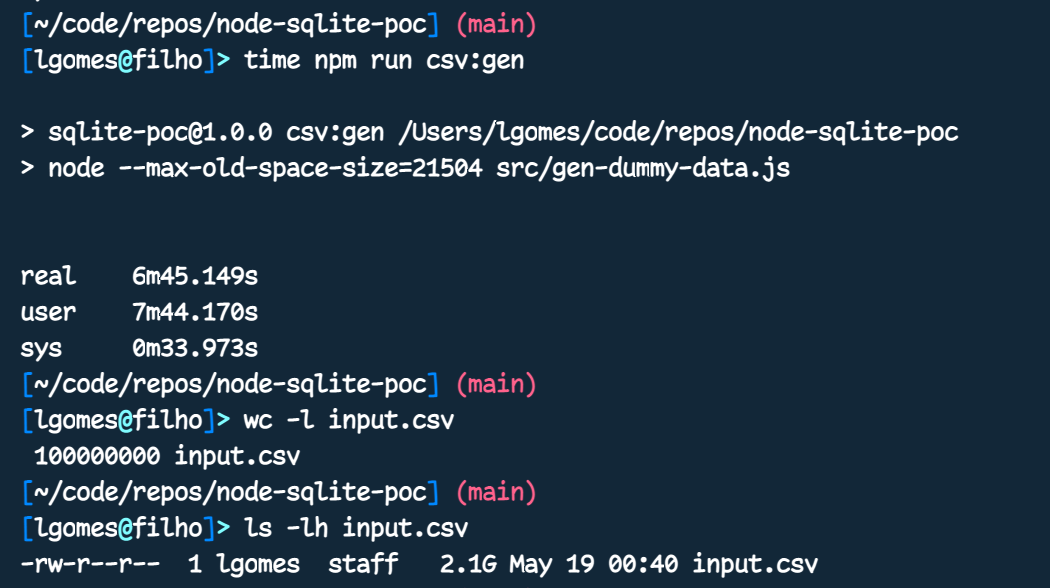 [~/code/repos/node-sqlite-poc] (main)
[lgomes@filho]> time npm run csv:gen
> sqlite-poc@1.0.0 csv:gen /Users/lgomes/code/repos/node-sqlite-poc
> node --max-old-space-size=21504 src/gen-dummy-data.js
real    6m45.149s
user    7m44.170s
sys     0m33.973s
[~/code/repos/node-sqlite-poc] (main)
[lgomes@filho]> wc -l input.csv
 100000000 input.csv
[~/code/repos/node-sqlite-poc] (main)
[lgomes@filho]> ls -lh input.csv
-rw-r--r--  1 lgomes  staff   2.1G May 19 00:40 input.csv